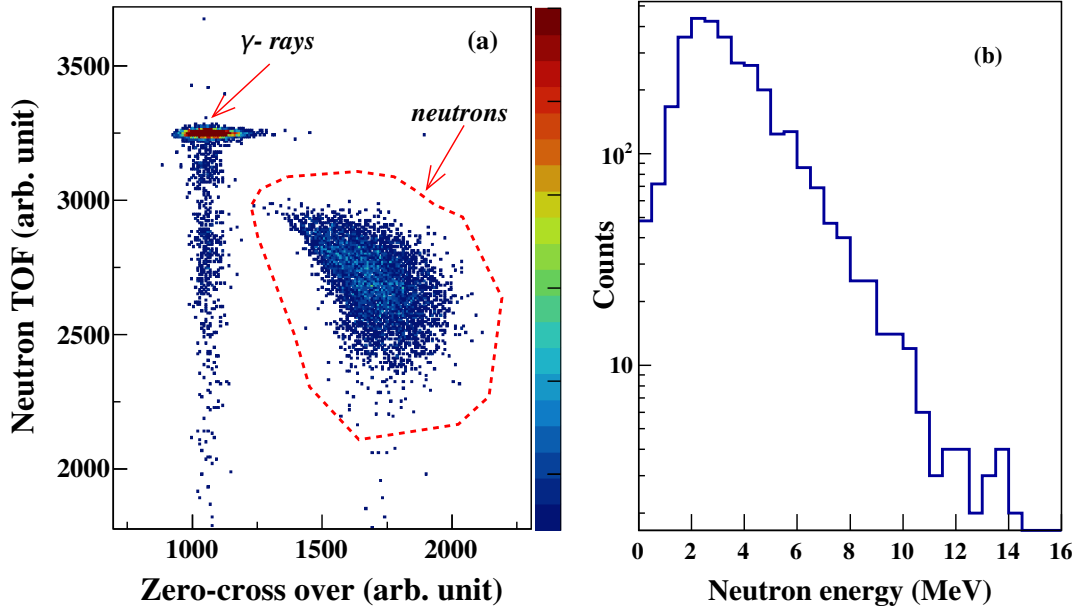 (a)
γ- rays
neutrons
3500
3000
2500
2000
Neutron TOF (arb. unit)
1000
1500
2000
Zero-cross over (arb. unit)
(b)
10²
10
Counts
0
2
4
6
8
10
12
14
16
Neutron energy (MeV)